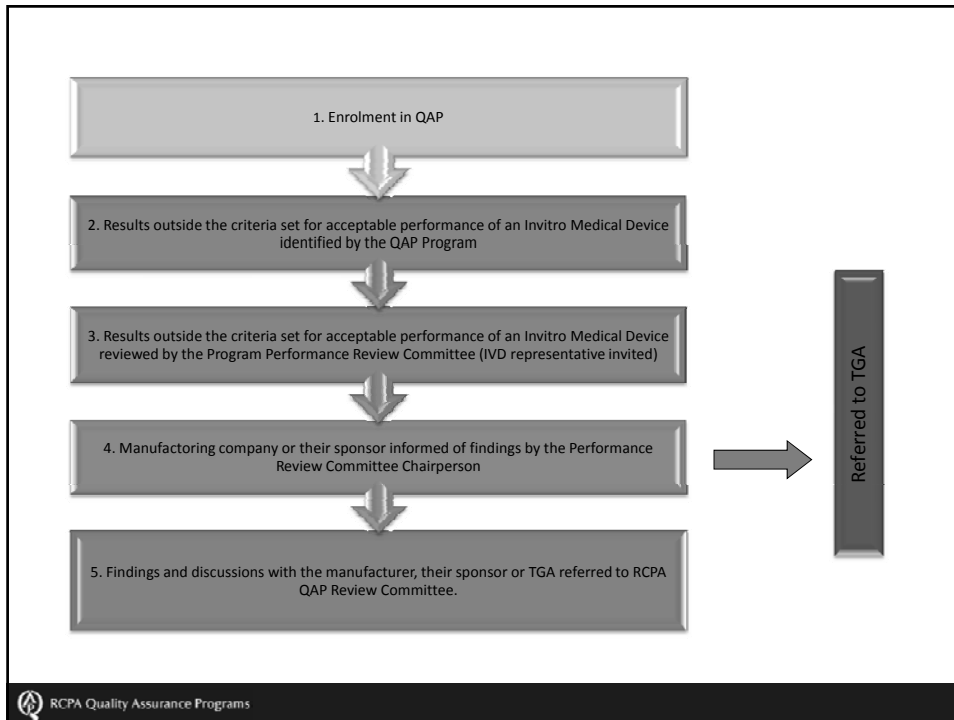 1. Enrolment in QAP
2. Results outside the criteria set for acceptable performance of an Invitro Medical Device
identified by the QAP Program
3. Results outside the criteria set for acceptable performance of an Invitro Medical Device
reviewed by the Program Performance Review Committee (IVD representative invited)
4. Manufactoring company or their sponsor informed of findings by the Performance
Review Committee Chairperson
Referred to TGA
5. Findings and discussions with the manufacturer, their sponsor or TGA referred to RCPA
QAP Review Committee.
RCPA Quality Assurance Programs